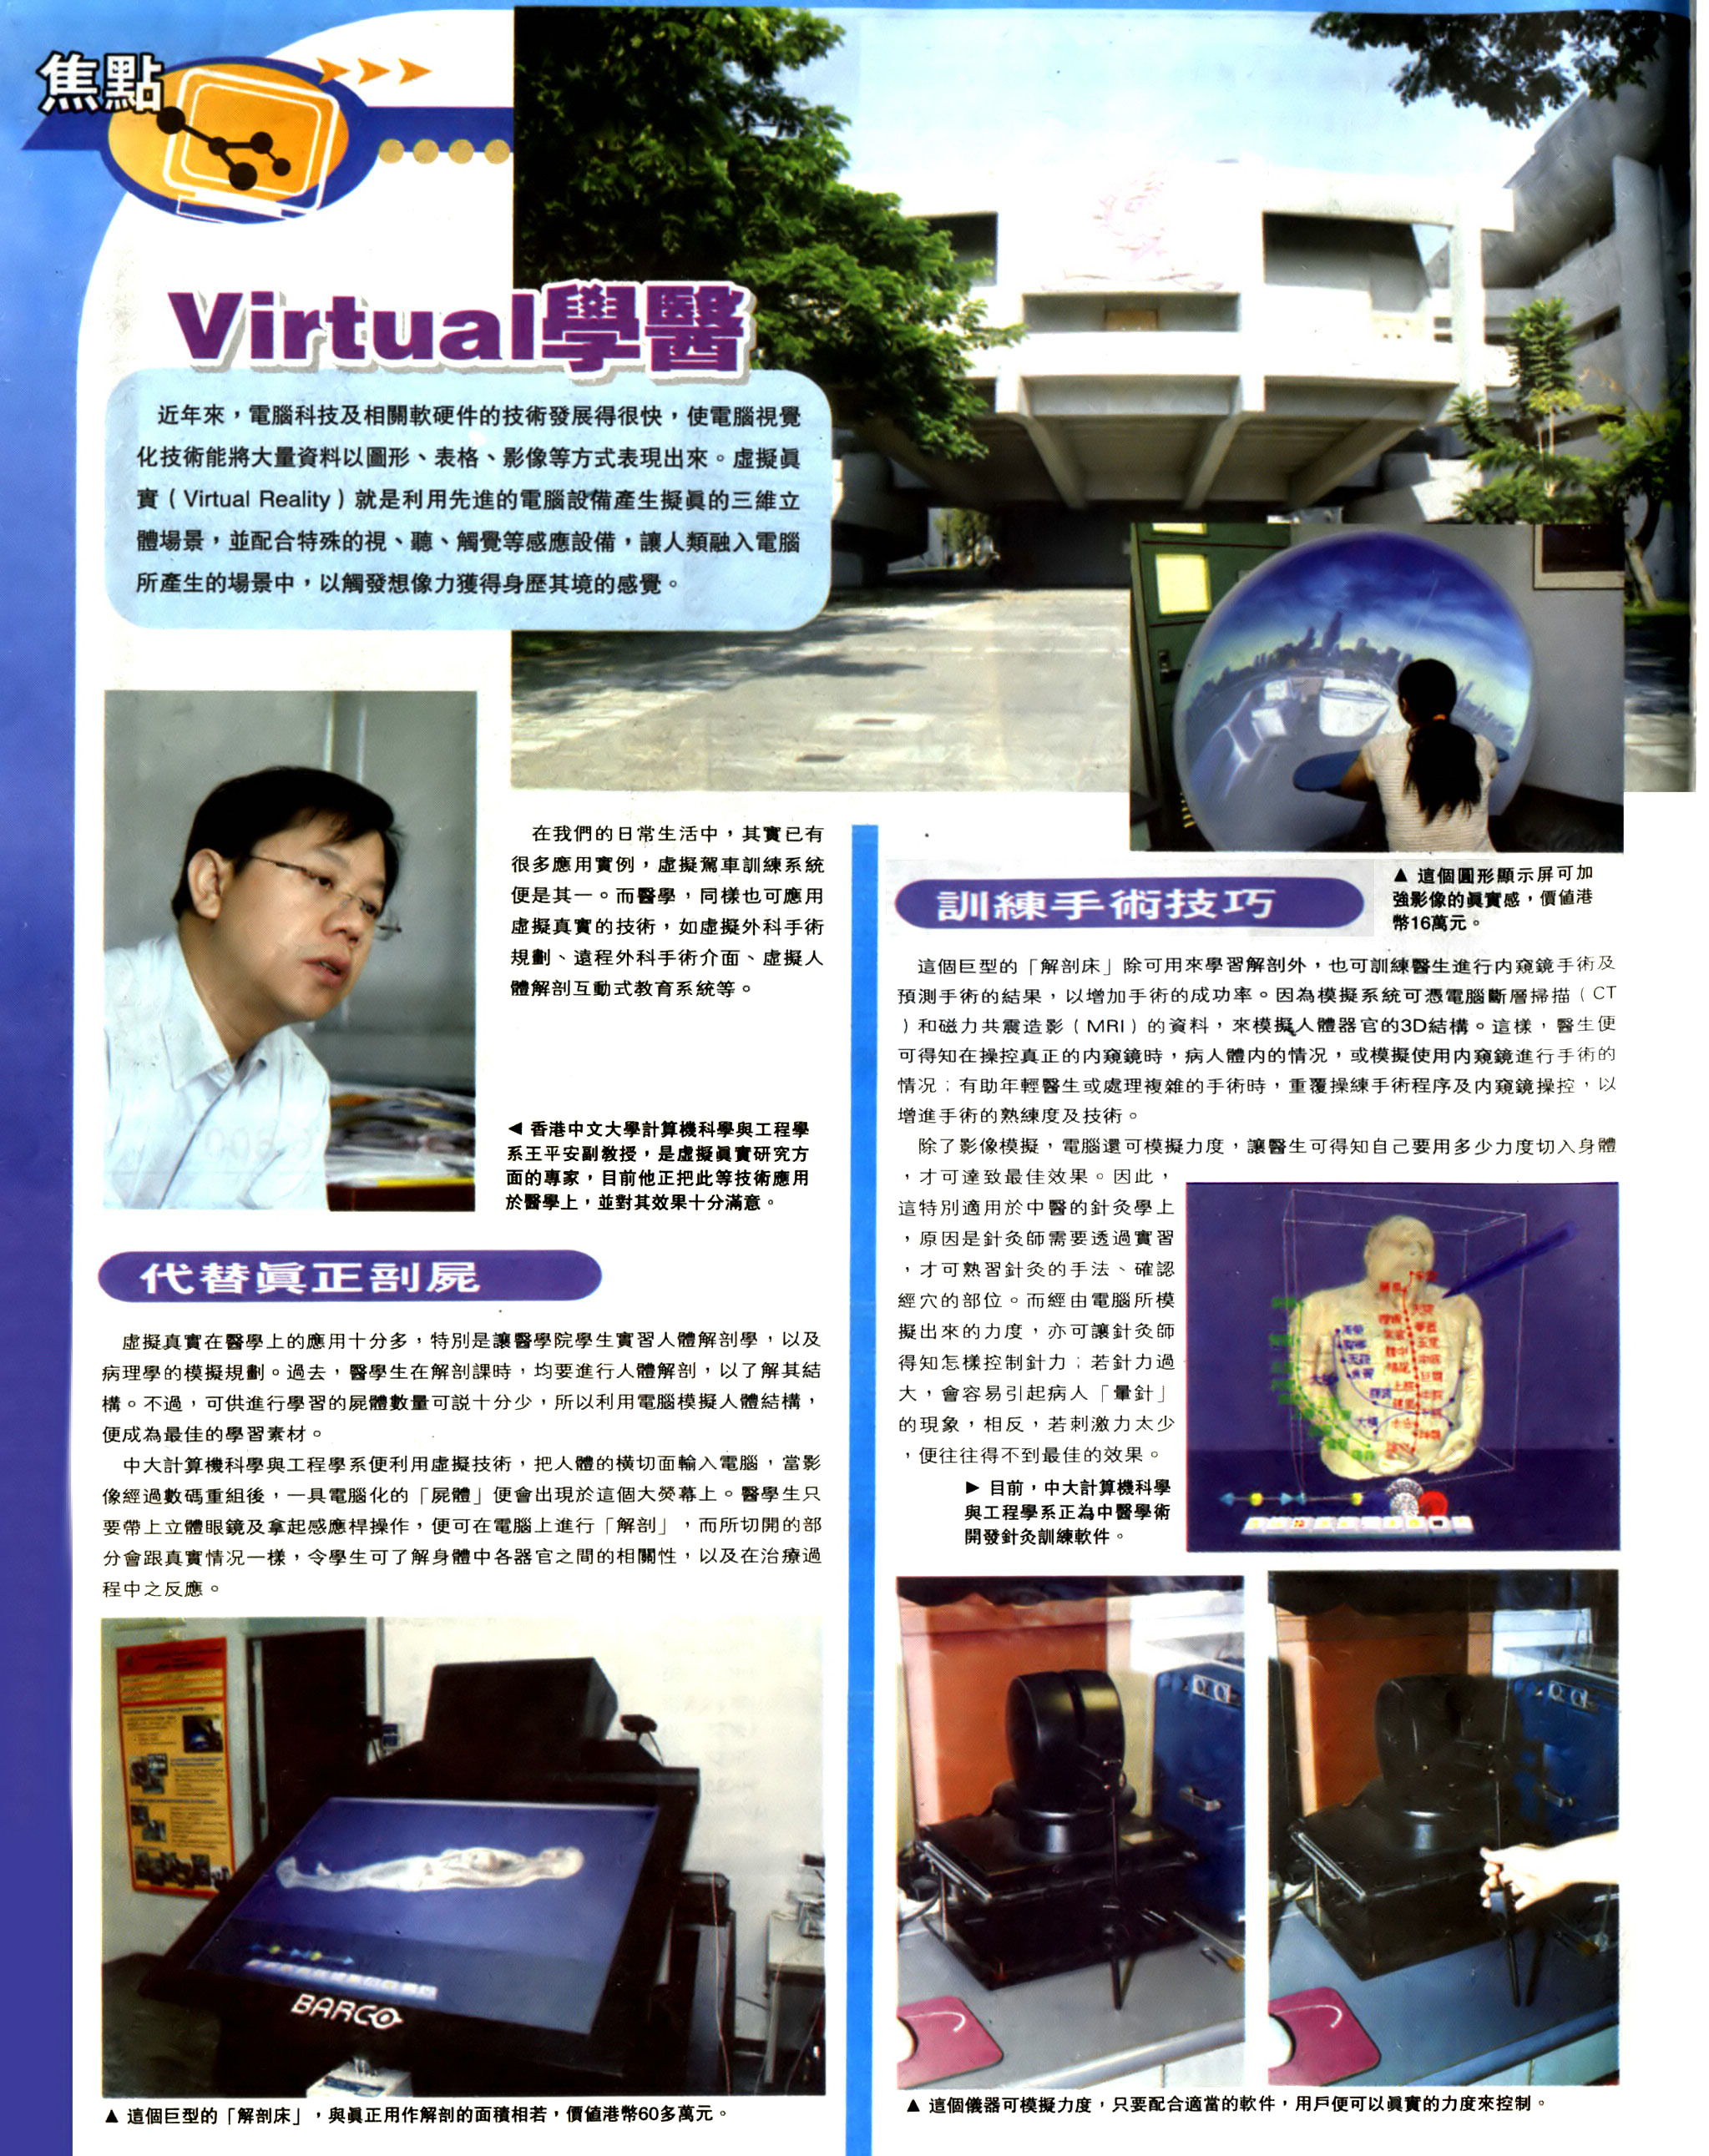 焦點
Virtual學醫
近年來，電腦科技及相關軟硬件的技術發展得很快，使電腦視覺
化技術能將大量資料以圖形、表格、影像等方式表現出來。虛擬眞
實（Virtual Reality）就是利用先進的電腦設備產生擬眞的三維立
體場景，並配合特殊的視、聽、觸覺等感應設備，讓人類融入電腦
所產生的場景中，以觸發想像力獲得身歷其境的感覺。
在我們的日常生活中，其實已有
很多應用實例，虛擬駕車訓練系統
便是其一。而醫學，同樣也可應用
虛擬真實的技術，如虛擬外科手術
規劃、遠程外科手術介面、虛擬人
體解剖互動式教育系統等。
◀ 香港中文大學計算機科學與工程學
系王平安副教授，是虛擬眞實研究方
面的專家，目前他正把此等技術應用
於醫學上，並對其效果十分滿意。
代替眞正剖屍
虛擬真實在醫學上的應用十分多，特別是讓醫學院學生實習人體解剖學，以及
病理學的模擬規劃。過去，醫學生在解剖課時，均要進行人體解剖，以了解其結
構。不過，可供進行學習的屍體數量可説十分少，所以利用電腦模擬人體結構，
便成為最佳的學習素材。
中大計算機科學與工程學系便利用虛擬技術，把人體的橫切面輸入電腦，當影
像經過數碼重組後，一具電腦化的「屍體」便會出現於這個大熒幕上。醫學生只
要帶上立體眼鏡及拿起感應桿操作，便可在電腦上進行「解剖」，而所切開的部
分會跟真實情況一樣，令學生可了解身體中各器官之間的相關性，以及在治療過
程中之反應。
BARCO
▲ 這個巨型的「解剖床」，與眞正用作解剖的面積相若，價值港幣60多萬元。
▲ 這個圓形顯示屏可加
強影像的眞實感，價值港
幣16萬元。
訓練手術技巧
這個巨型的「解剖床」除可用來學習解剖外，也可訓練醫生進行内窺鏡手術及
預測手術的結果，以增加手術的成功率。因為模擬系統可憑電腦斷層掃描（CT
）和磁力共震造影（MRI）的資料，來模擬人體器官的3D結構。這樣，醫生便
可得知在操控真正的内窺鏡時，病人體内的情況，或模擬使用内窺鏡進行手術的
情況；有助年輕醫生或處理複雜的手術時，重覆操練手術程序及内窺鏡操控，以
增進手術的熟練度及技術。
除了影像模擬，電腦還可模擬力度，讓醫生可得知自己要用多少力度切入身體
，才可達致最佳效果。因此，
這特別適用於中醫的針灸學上
，原因是針灸師需要透過實習
，才可熟習針灸的手法、確認
經穴的部位。而經由電腦所模
擬出來的力度，亦可讓針灸師
得知怎樣控制針力；若針力過
大，會容易引起病人「暈針」
的現象，相反，若刺激力太少
，便往往得不到最佳的效果。
▶ 目前，中大計算機科學
與工程學系正為中醫學術
開發針灸訓練軟件。
▲ 這個儀器可模擬力度，只要配合適當的軟件，用戶便可以眞實的力度來控制。